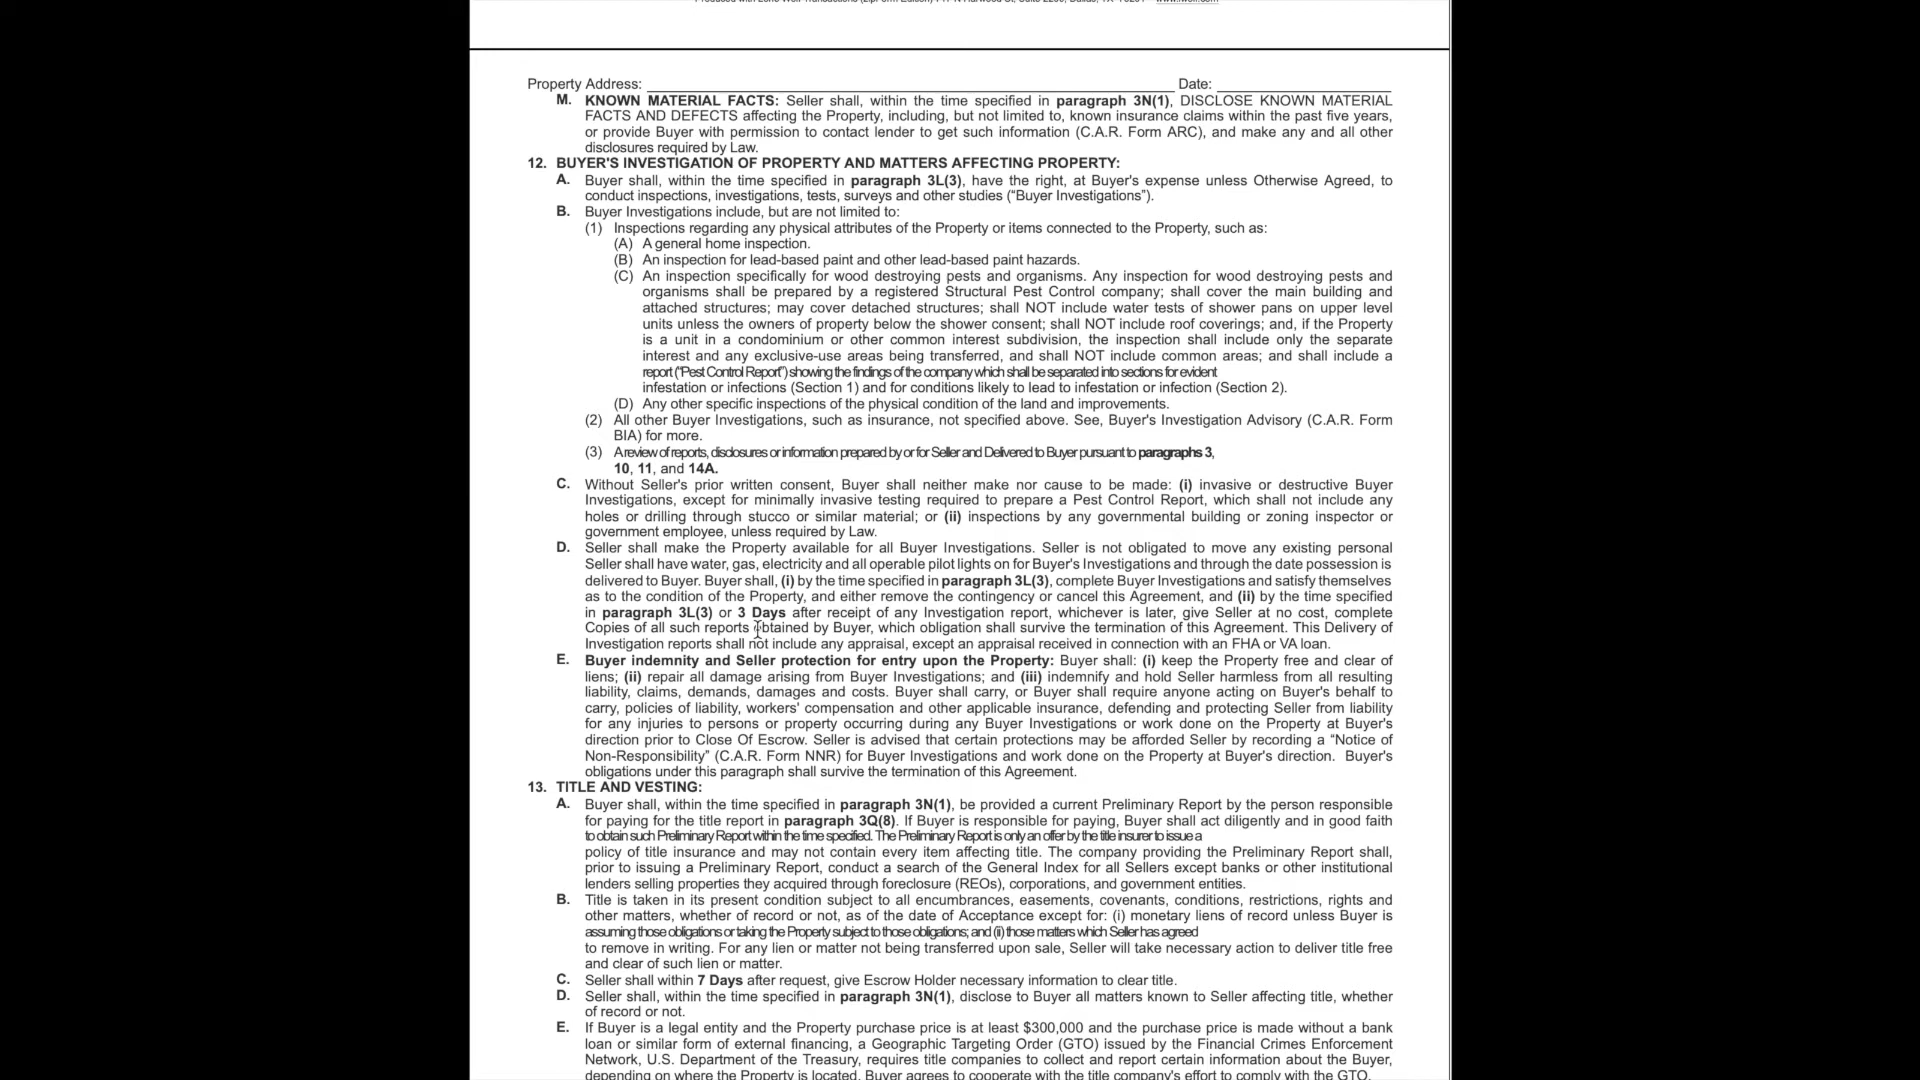 Property Address: Date:
M. KNOWN MATERIAL FACTS: Seller shall, within the time specified in paragraph 3N(1), DISCLOSE KNOWN MATERIAL
FACTS AND DEFECTS affecting the Property, including, but not limited to, known insurance claims within the past five years,
or provide Buyer with permission to contact lender to get such information (C.A.R. Form ARC), and make any and all other
disclosures required by Law.
12. BUYER'S INVESTIGATION OF PROPERTY AND MATTERS AFFECTING PROPERTY:
A. Buyer shall, within the time specified in paragraph 3L(3), have the right, at Buyer's expense unless Otherwise Agreed, to
conduct inspections, investigations, tests, surveys and other studies (“Buyer Investigations”).
B. Buyer Investigations include, but are not limited to:
(1) Inspections regarding any physical attributes of the Property or items connected to the Property, such as:
(A) A general home inspection.
(B) An inspection for lead-based paint and other lead-based paint hazards.
(C) An inspection specifically for wood destroying pests and organisms. Any inspection for wood destroying pests and
organisms shall be prepared by a registered Structural Pest Control company; shall cover the main building and
attached structures; may cover detached structures; shall NOT include water tests of shower pans on upper level
units unless the owners of property below the shower consent; shall NOT include roof coverings; and, if the Property
is a unit in a condominium or other common interest subdivision, the inspection shall include only the separate
interest and any exclusive-use areas being transferred, and shall NOT include common areas; and shall include a
report (“Pest Control Report”) showing the findings of the company which shall be separated into sections for evident
infestation or infections (Section 1) and for conditions likely to lead to infestation or infection (Section 2).
(D) Any other specific inspections of the physical condition of the land and improvements.
(2) All other Buyer Investigations, such as insurance, not specified above. See, Buyer's Investigation Advisory (C.A.R. Form
BIA) for more.
(3) A review of reports, disclosures or information prepared by or for Seller and Delivered to Buyer pursuant to paragraphs 3,
10, 11, and 14A.
C. Without Seller's prior written consent, Buyer shall neither make nor cause to be made: (i) invasive or destructive Buyer
Investigations, except for minimally invasive testing required to prepare a Pest Control Report, which shall not include any
holes or drilling through stucco or similar material; or (ii) inspections by any governmental building or zoning inspector or
government employee, unless required by Law.
D. Seller shall make the Property available for all Buyer Investigations. Seller is not obligated to move any existing personal
Seller shall have water, gas, electricity and all operable pilot lights on for Buyer's Investigations and through the date possession is
delivered to Buyer. Buyer shall, (i) by the time specified in paragraph 3L(3), complete Buyer Investigations and satisfy themselves
as to the condition of the Property, and either remove the contingency or cancel this Agreement, and (ii) by the time specified
in paragraph 3L(3) or 3 Days after receipt of any Investigation report, whichever is later, give Seller at no cost, complete
Copies of all such reports obtained by Buyer, which obligation shall survive the termination of this Agreement. This Delivery of
Investigation reports shall not include any appraisal, except an appraisal received in connection with an FHA or VA loan.
E. Buyer indemnity and Seller protection for entry upon the Property: Buyer shall: (i) keep the Property free and clear of
liens; (ii) repair all damage arising from Buyer Investigations; and (iii) indemnify and hold Seller harmless from all resulting
liability, claims, demands, damages and costs. Buyer shall carry, or Buyer shall require anyone acting on Buyer's behalf to
carry, policies of liability, workers' compensation and other applicable insurance, defending and protecting Seller from liability
for any injuries to persons or property occurring during any Buyer Investigations or work done on the Property at Buyer's
direction prior to Close Of Escrow. Seller is advised that certain protections may be afforded Seller by recording a “Notice of
Non-Responsibility” (C.A.R. Form NNR) for Buyer Investigations and work done on the Property at Buyer's direction. Buyer's
obligations under this paragraph shall survive the termination of this Agreement.
13. TITLE AND VESTING:
A. Buyer shall, within the time specified in paragraph 3N(1), be provided a current Preliminary Report by the person responsible
for paying for the title report in paragraph 3Q(8). If Buyer is responsible for paying, Buyer shall act diligently and in good faith
to obtain such Preliminary Report within the time specified. The Preliminary Report is only an offer by the title insurer to issue a
policy of title insurance and may not contain every item affecting title. The company providing the Preliminary Report shall,
prior to issuing a Preliminary Report, conduct a search of the General Index for all Sellers except banks or other institutional
lenders selling properties they acquired through foreclosure (REOs), corporations, and government entities.
B. Title is taken in its present condition subject to all encumbrances, easements, covenants, conditions, restrictions, rights and
other matters, whether of record or not, as of the date of Acceptance except for: (i) monetary liens of record unless Buyer is
assuming those obligations or taking the Property subject to those obligations; and (ii) those matters which Seller has agreed
to remove in writing. For any lien or matter not being transferred upon sale, Seller will take necessary action to deliver title free
and clear of such lien or matter.
C. Seller shall within 7 Days after request, give Escrow Holder necessary information to clear title.
D. Seller shall, within the time specified in paragraph 3N(1), disclose to Buyer all matters known to Seller affecting title, whether
of record or not.
E. If Buyer is a legal entity and the Property purchase price is at least $300,000 and the purchase price is made without a bank
loan or similar form of external financing, a Geographic Targeting Order (GTO) issued by the Financial Crimes Enforcement
Network, U.S. Department of the Treasury, requires title companies to collect and report certain information about the Buyer,
depending on where the Property is located. Buyer agrees to cooperate with the title company's effort to comply with the GTO.